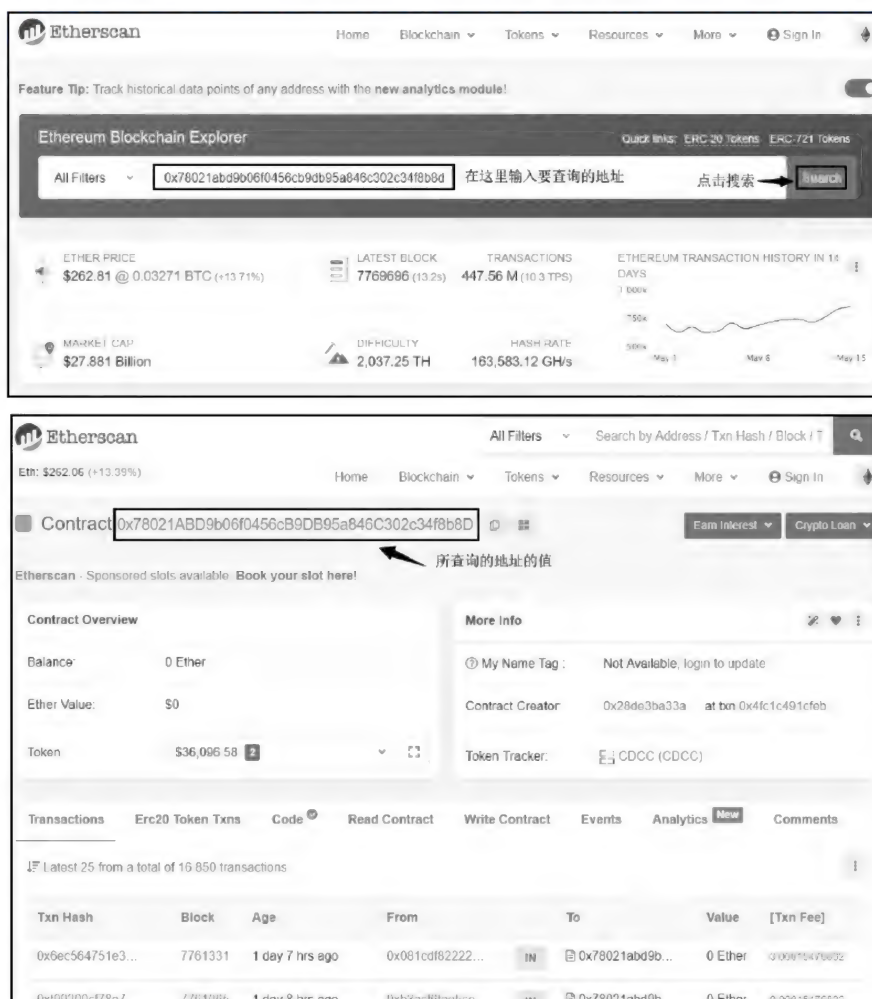 Etherscan
Home Blockchain Tokens Resources More Sign In
Feature Tip: Track historical data points of any address with the new analytics module!
Ethereum Blockchain Explorer
Quick links: ERC-20 Tokens ERC-721 Tokens
All Filters 0x78021abd9b06f0456cb9db95a846c302c34f8b8d 在这里输入要查询的地址 点击搜索 Search
ETHER PRICE
$262.81 @ 0.03271 BTC (+13.71%)
LATEST BLOCK
7769696 (13.2s)
TRANSACTIONS
447.56 M (10.3 TPS)
ETHEREUM TRANSACTION HISTORY IN 14 DAYS
1 000k
750k
500k
May 1 May 8 May 15
MARKET CAP
$27.881 Billion
DIFFICULTY
2,037.25 TH
HASH RATE
163,583.12 GH/s
Etherscan
All Filters Search by Address / Txn Hash / Block / T
Eth: $262.06 (+13.39%)
Home Blockchain Tokens Resources More Sign In
Contract 0x78021ABD9b06f0456cB9DB95a846C302c34f8b8D
Earn Interest Crypto Loan
所查询的地址的值
Etherscan - Sponsored slots available. Book your slot here!
Contract Overview
Balance: 0 Ether
Ether Value: $0
Token $36,096.58 2
More Info
My Name Tag : Not Available, login to update
Contract Creator 0x28de3ba33a at txn 0x4fc1c491cfeb
Token Tracker: CDCC (CDCC)
Transactions Erc20 Token Txns Code Read Contract Write Contract Events Analytics New Comments
Latest 25 from a total of 16 850 transactions
Txn Hash Block Age From To Value [Txn Fee]
0x6ec564751e3... 7761331 1 day 7 hrs ago 0x081cdf82222... IN 0x78021abd9b... 0 Ether
1 day 8 hrs ago 0x78021abd9b... 0 Ether